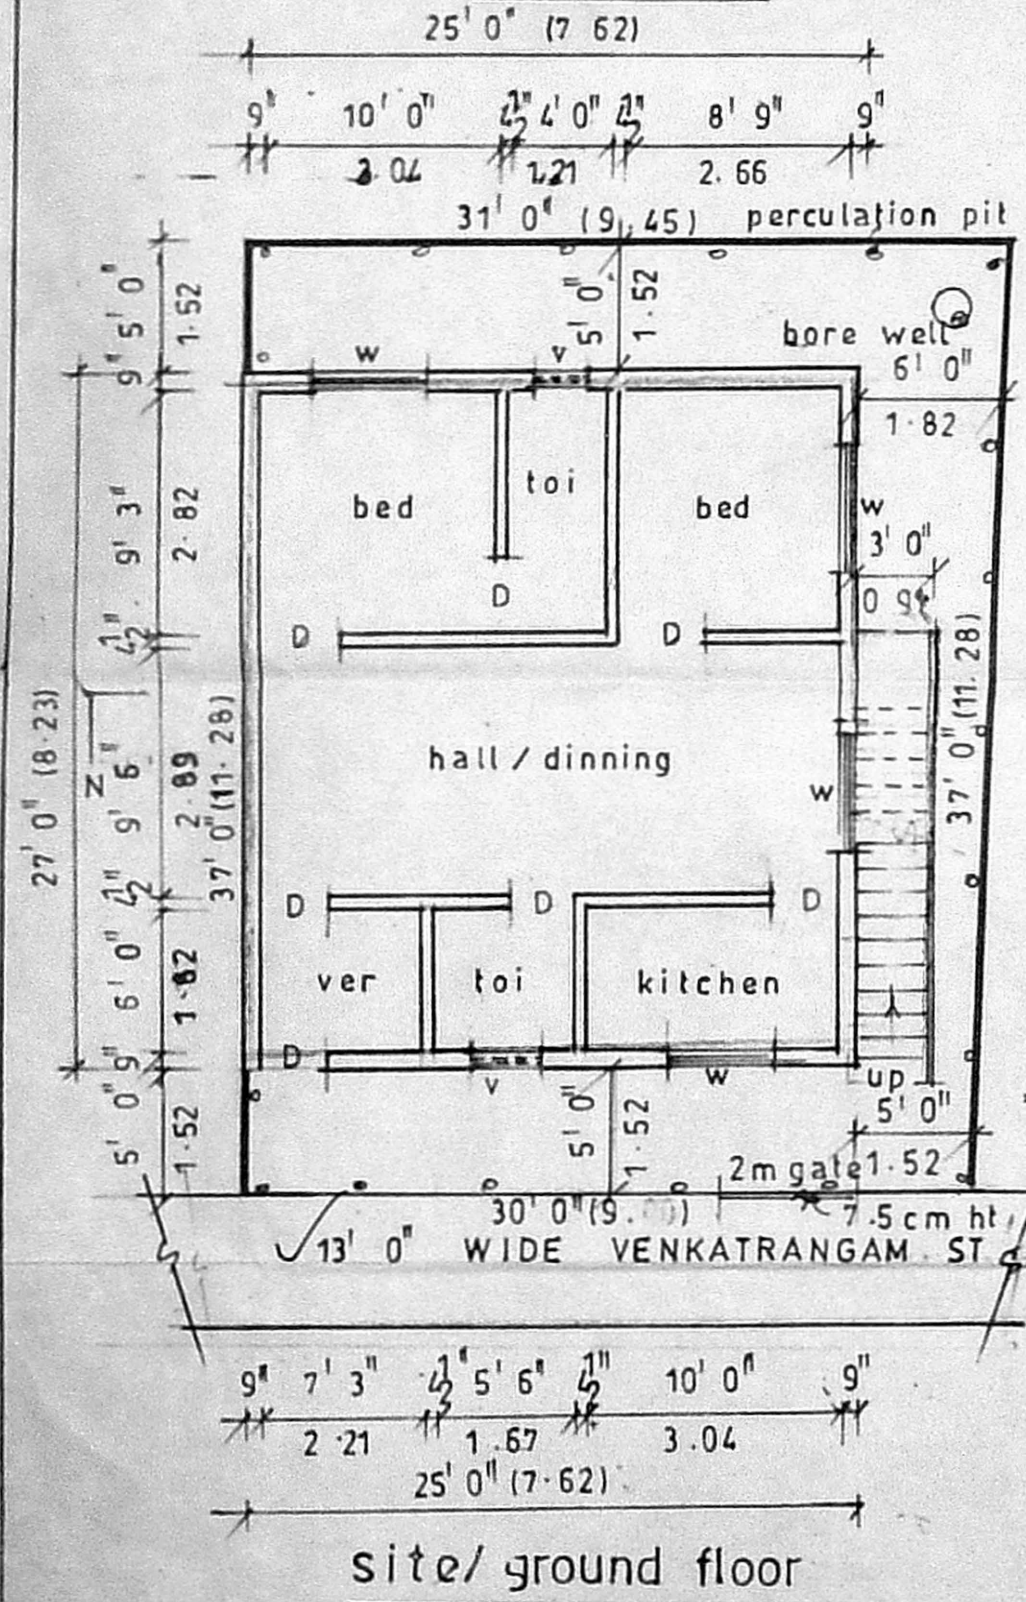 25' 0" (7 62)
9" 10' 0" 4½" 4' 0" 4½" 8' 9" 9"
3.04 1.21 2.66
31' 0" (9.45) perculation pit
5' 0" 1.52
5' 0" 1.52
bore well
9" w v 6' 0"
1.82
9' 3" 2.82
bed toi bed w
3' 0"
D
4½" D D
27' 0" (8.23)
N
9' 6" 2.89
37' 0" (11.28)
hall / dinning w
37' 0" (11.28)
4½" D D D
6' 0" 1.82
ver toi kitchen
9" D v w up
5' 0" 1.52
5' 0" 1.52
5' 0"
2m gate 1.52
30' 0" (9.00) 7.5cm ht
13' 0" WIDE VENKATRANGAM ST
9" 7' 3" 4½" 5' 6" 4½" 10' 0" 9"
2.21 1.67 3.04
25' 0" (7.62)
site/ ground floor